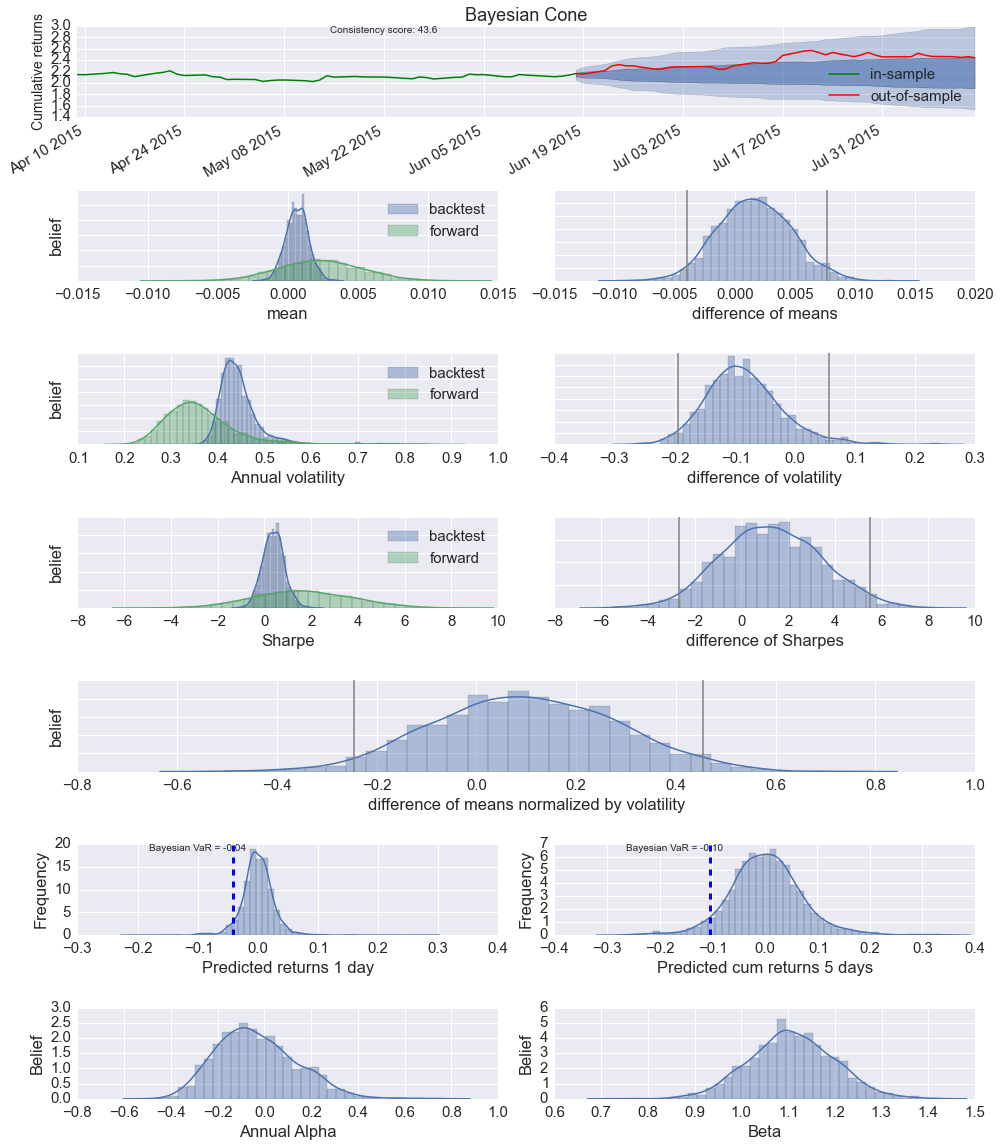 Bayesian Cone
Consistency score: 43.6
Cumulative returns
3.0
2.8
2.6
2.4
2.2
2.0
1.8
1.6
1.4
in-sample
out-of-sample
Apr 10 2015
Apr 24 2015
May 08 2015
May 22 2015
Jun 05 2015
Jun 19 2015
Jul 03 2015
Jul 17 2015
Jul 31 2015
belief
backtest
forward
−0.015 −0.010 −0.005 0.000 0.005 0.010 0.015
mean
−0.015 −0.010 −0.005 0.000 0.005 0.010 0.015 0.020
difference of means
belief
backtest
forward
0.1 0.2 0.3 0.4 0.5 0.6 0.7 0.8 0.9 1.0
Annual volatility
−0.4 −0.3 −0.2 −0.1 0.0 0.1 0.2 0.3
difference of volatility
belief
backtest
forward
−8 −6 −4 −2 0 2 4 6 8 10
Sharpe
−8 −6 −4 −2 0 2 4 6 8 10
difference of Sharpes
belief
−0.8 −0.6 −0.4 −0.2 0.0 0.2 0.4 0.6 0.8 1.0
difference of means normalized by volatility
Frequency
20
15
10
5
0
Bayesian VaR = -0.04
−0.3 −0.2 −0.1 0.0 0.1 0.2 0.3 0.4
Predicted returns 1 day
Frequency
7
6
5
4
3
2
1
0
Bayesian VaR = -0.10
−0.4 −0.3 −0.2 −0.1 0.0 0.1 0.2 0.3 0.4
Predicted cum returns 5 days
Belief
3.0
2.5
2.0
1.5
1.0
0.5
0.0
−0.8 −0.6 −0.4 −0.2 0.0 0.2 0.4 0.6 0.8 1.0
Annual Alpha
Belief
6
5
4
3
2
1
0
0.6 0.7 0.8 0.9 1.0 1.1 1.2 1.3 1.4 1.5
Beta